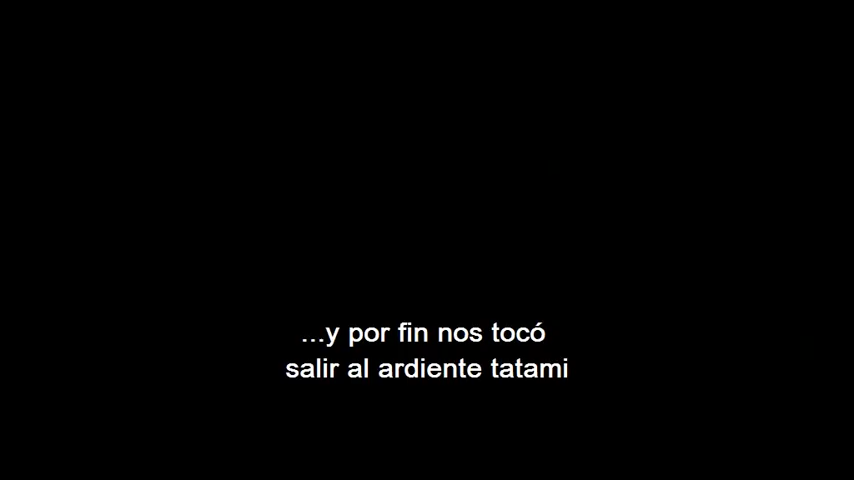 ...y por fin nos tocó
salir al ardiente tatami